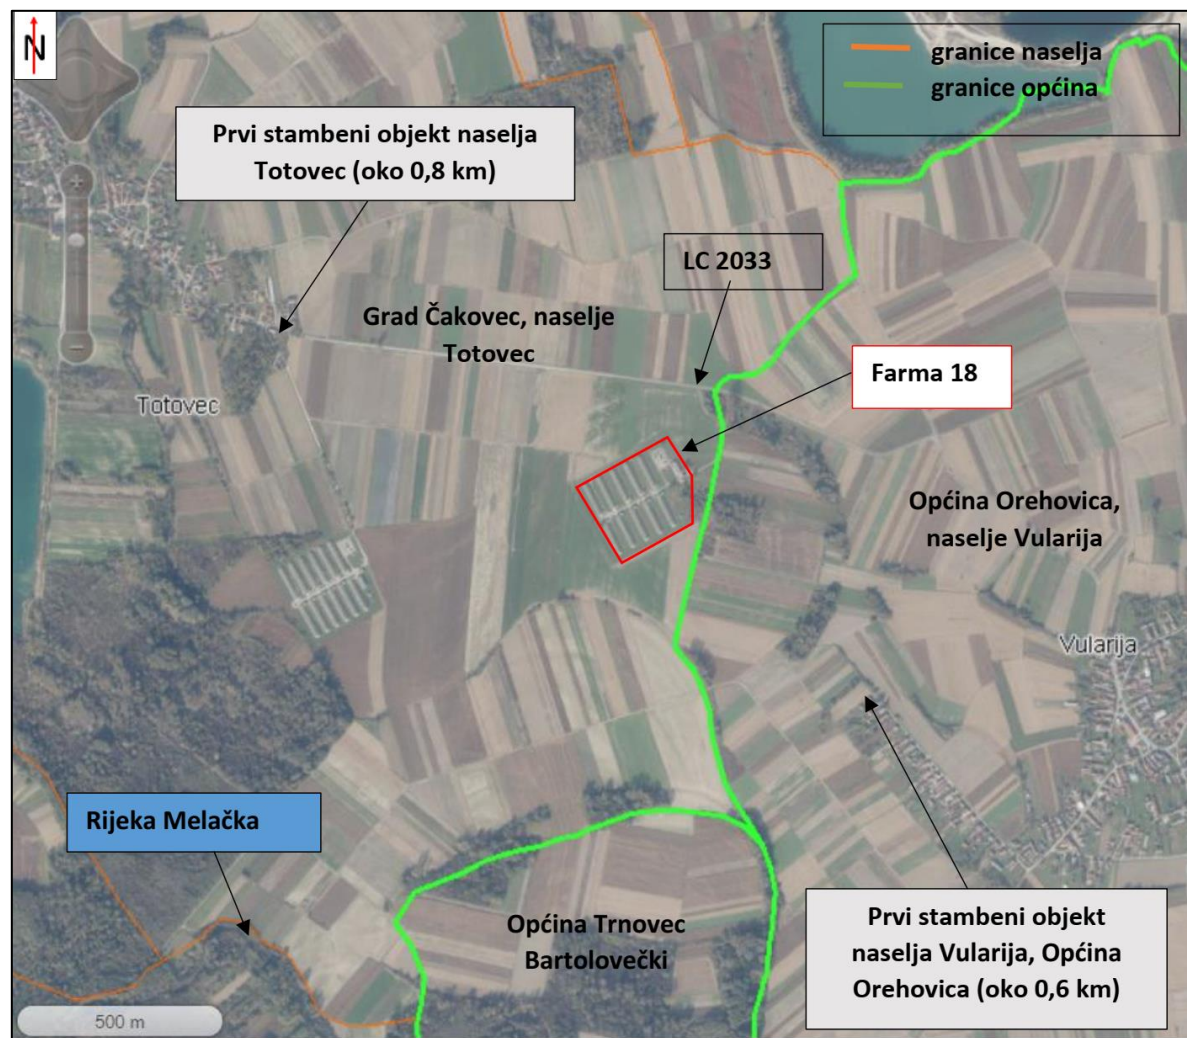 N
granice naselja
granice općina
Prvi stambeni objekt naselja
Totovec (oko 0,8 km)
LC 2033
Grad Čakovec, naselje
Totovec
Farma 18
Totovec
Općina Orehovica,
naselje Vularija
Vularija
Rijeka Melačka
Općina Trnovec
Bartolovečki
Prvi stambeni objekt
naselja Vularija, Općina
Orehovica (oko 0,6 km)
500 m